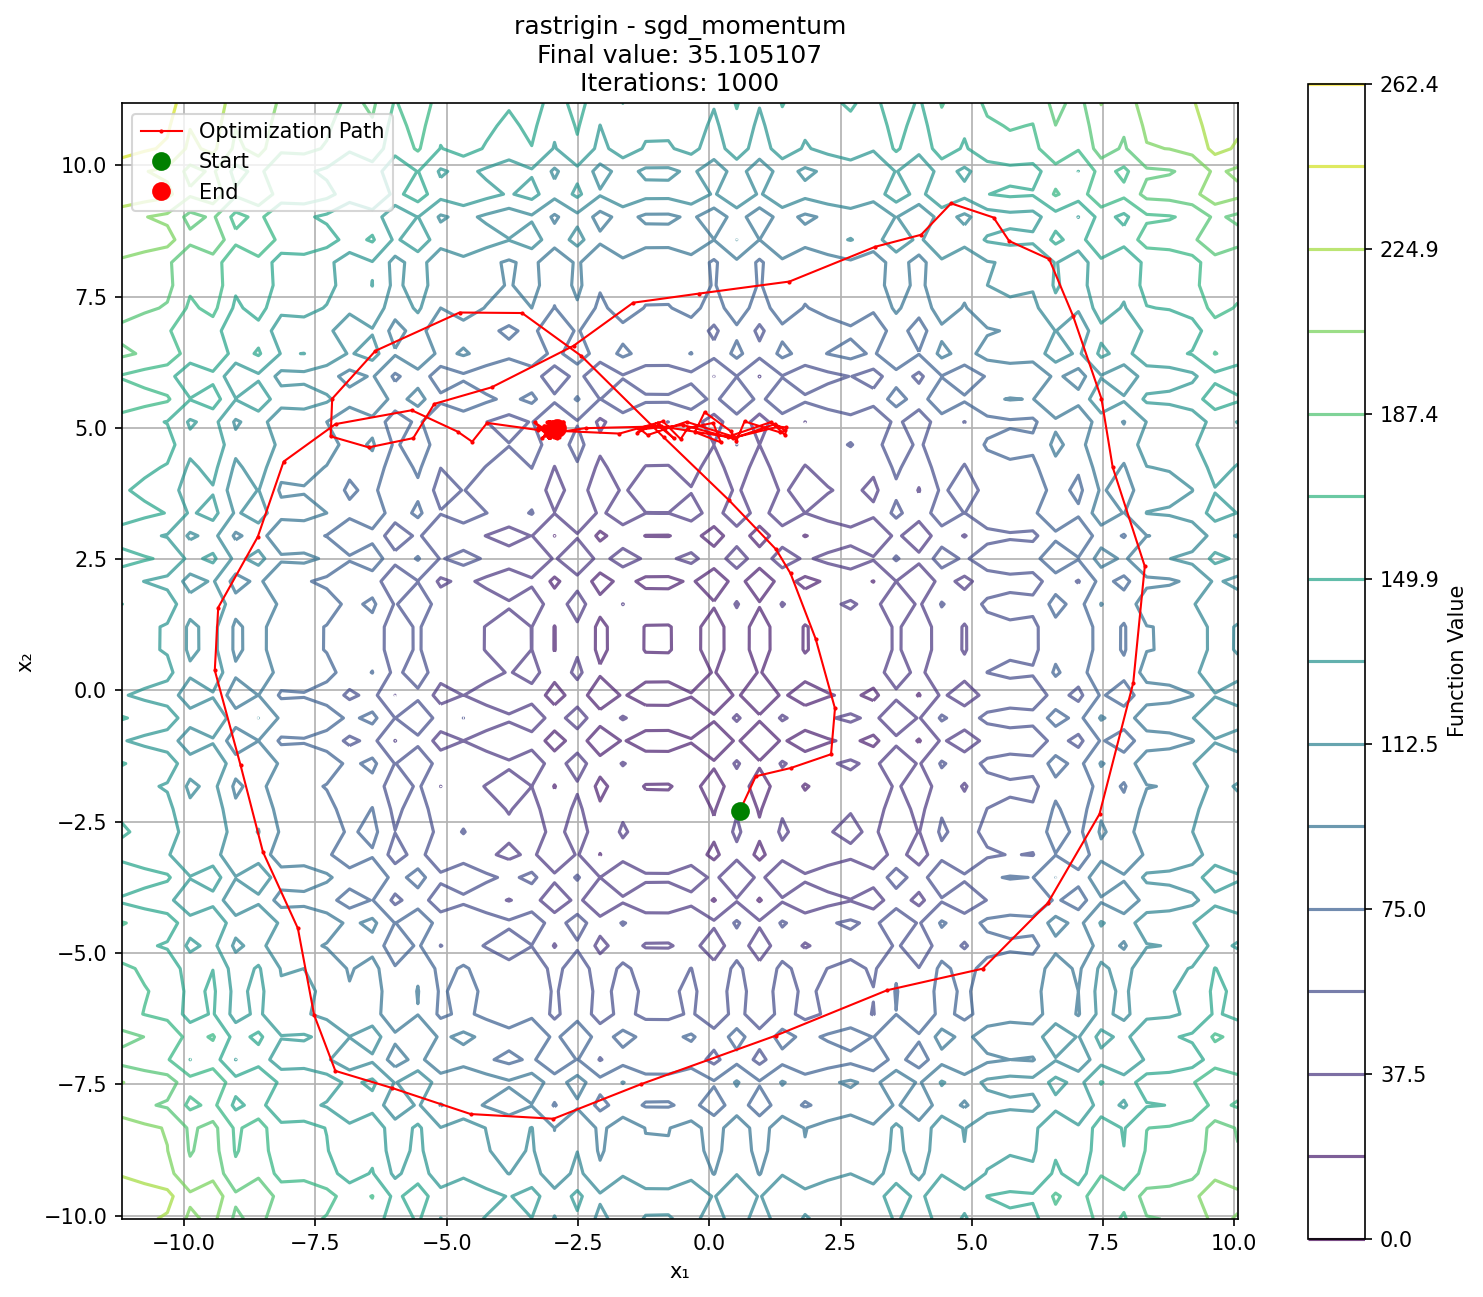 rastrigin - sgd_momentum
Final value: 35.105107
Iterations: 1000
Optimization Path
Start
End
10.0
7.5
5.0
2.5
0.0
−2.5
−5.0
−7.5
−10.0
x₂
−10.0 −7.5 −5.0 −2.5 0.0 2.5 5.0 7.5 10.0
x₁
262.4
224.9
187.4
149.9
112.5
75.0
37.5
0.0
Function Value